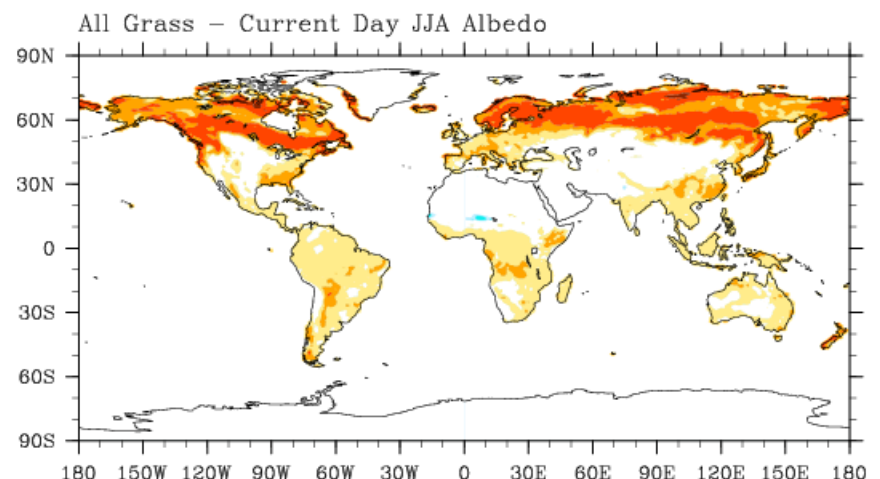 All Grass – Current Day JJA Albedo
90N
60N
30N
0
30S
60S
90S
180 150W 120W 90W 60W 30W 0 30E 60E 90E 120E 150E 180